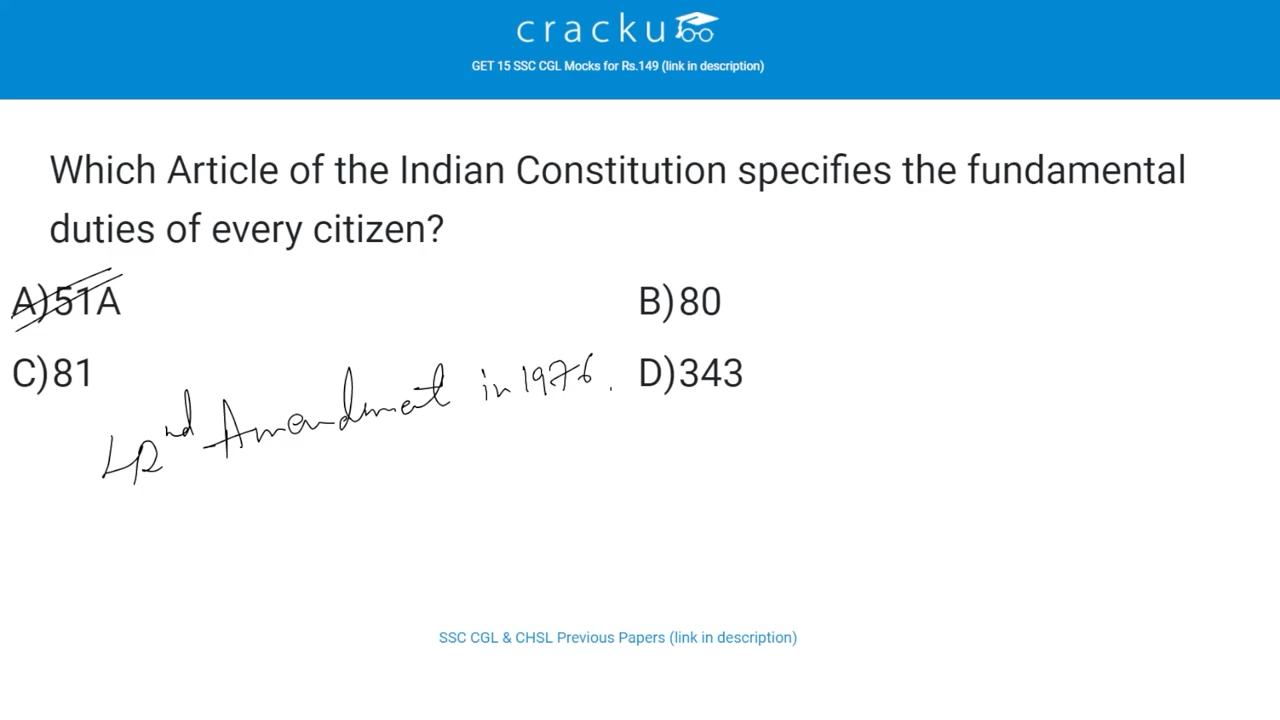 cracku
GET 15 SSC CGL Mocks for Rs.149 (link in description)
Which Article of the Indian Constitution specifies the fundamental
duties of every citizen?
A)51A
B)80
C)81
D)343
42nd Amendment in 1976.
SSC CGL & CHSL Previous Papers (link in description)